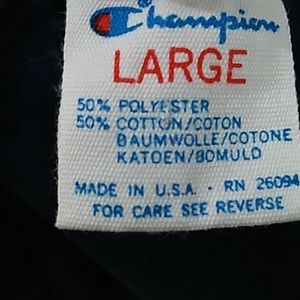 Champion
LARGE
50% POLYESTER
50% COTTON/COTON
BAUMWOLLE/COTONE
KATOEN/BOMULD
MADE IN U.S.A. - RN 26094
FOR CARE SEE REVERSE